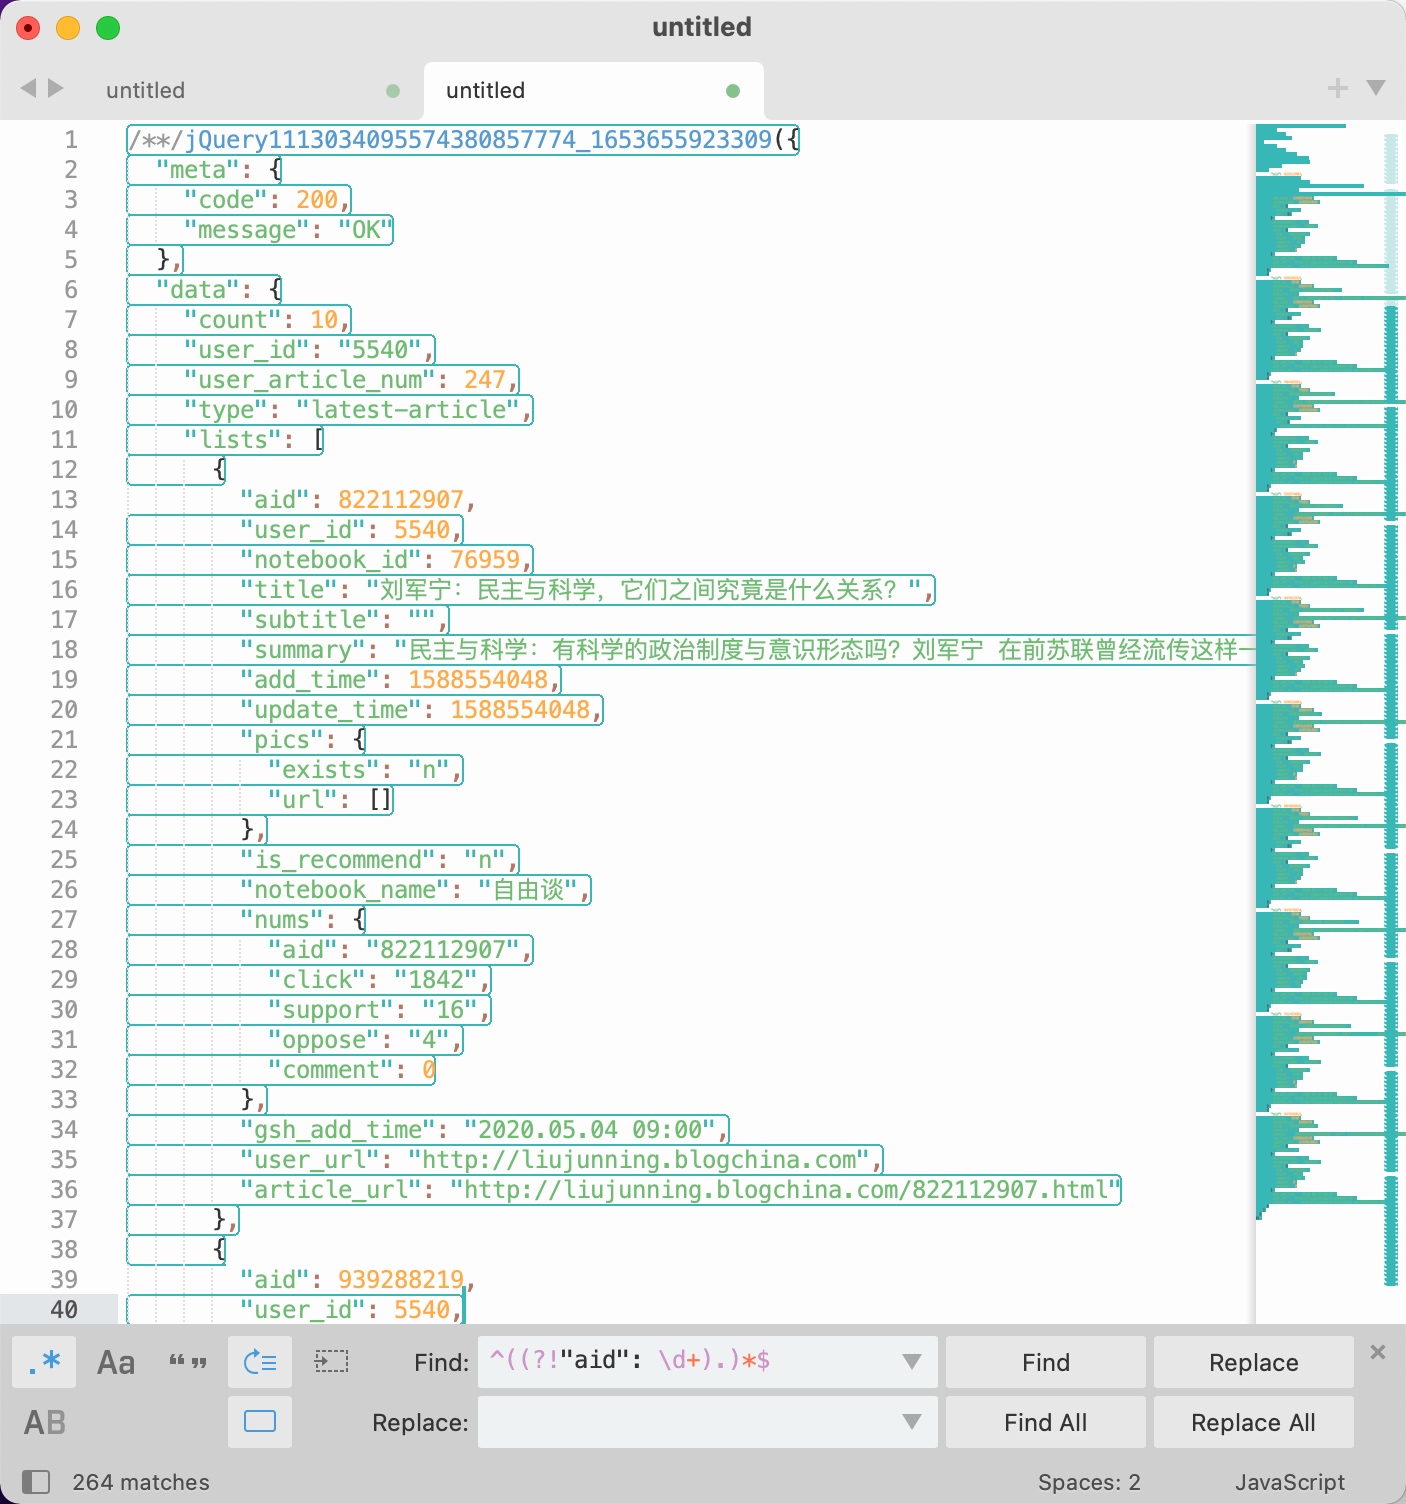 untitled
untitled
untitled
1 /**/jQuery1113034095574380857774_1653655923309({
2 "meta": {
3 "code": 200,
4 "message": "OK"
5 },
6 "data": {
7 "count": 10,
8 "user_id": "5540",
9 "user_article_num": 247,
10 "type": "latest-article",
11 "lists": [
12 {
13 "aid": 822112907,
14 "user_id": 5540,
15 "notebook_id": 76959,
16 "title": "刘军宁：民主与科学，它们之间究竟是什么关系？",
17 "subtitle": "",
18 "summary": "民主与科学：有科学的政治制度与意识形态吗？刘军宁 在前苏联曾经流传这样一
19 "add_time": 1588554048,
20 "update_time": 1588554048,
21 "pics": {
22 "exists": "n",
23 "url": []
24 },
25 "is_recommend": "n",
26 "notebook_name": "自由谈",
27 "nums": {
28 "aid": "822112907",
29 "click": "1842",
30 "support": "16",
31 "oppose": "4",
32 "comment": 0
33 },
34 "gsh_add_time": "2020.05.04 09:00",
35 "user_url": "http://liujunning.blogchina.com",
36 "article_url": "http://liujunning.blogchina.com/822112907.html"
37 },
38 {
39 "aid": 939288219,
40 "user_id": 5540,
.* Aa “” Find: ^((?!"aid": \d+).)*$ Find Replace ×
AB Replace: Find All Replace All
264 matches Spaces: 2 JavaScript